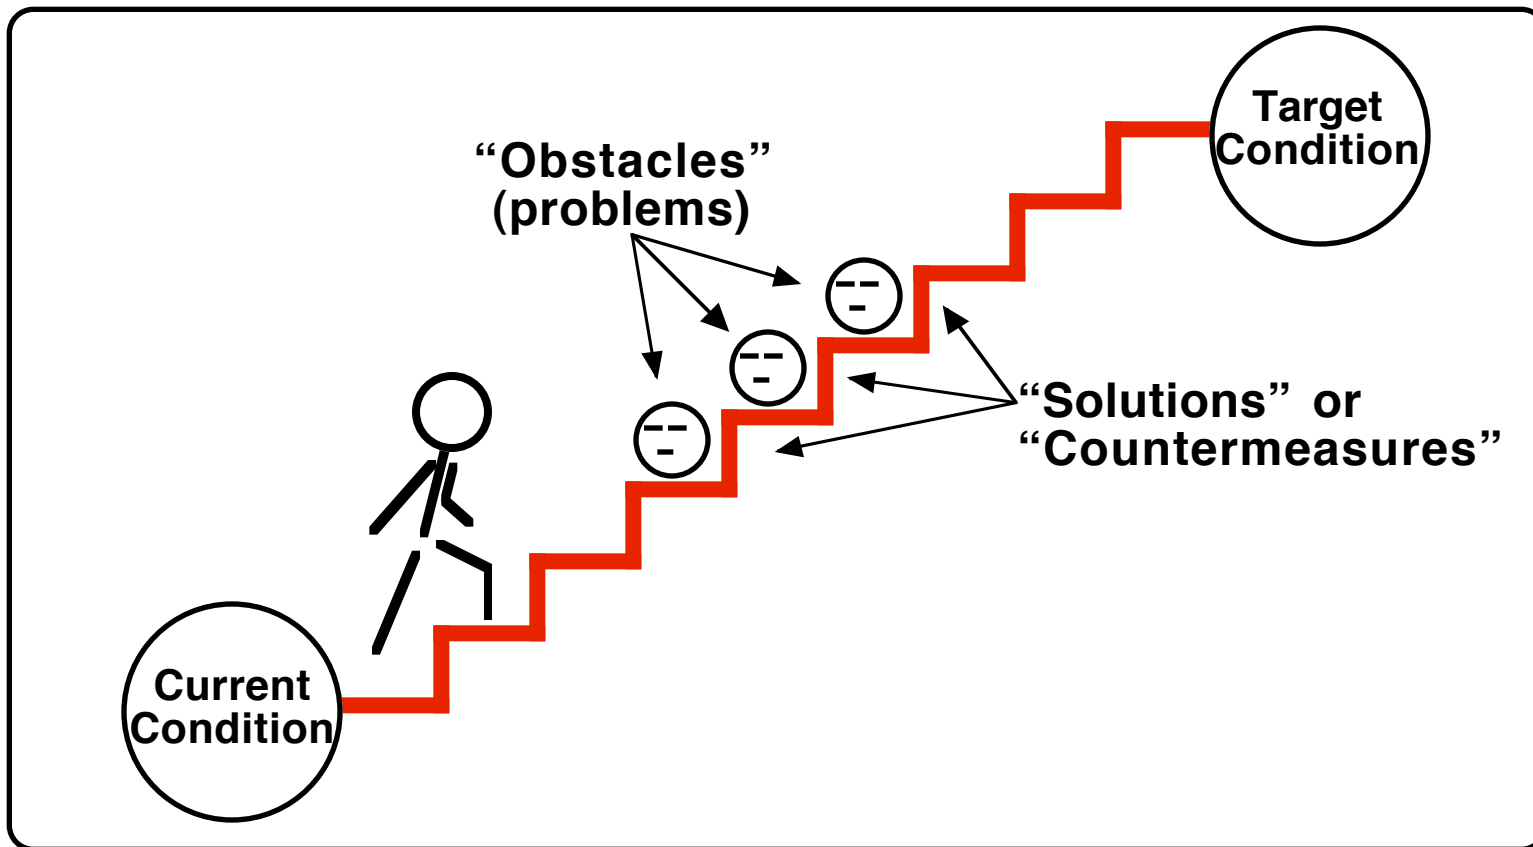 Target
Condition
“Obstacles”
(problems)
“Solutions” or
“Countermeasures”
Current
Condition